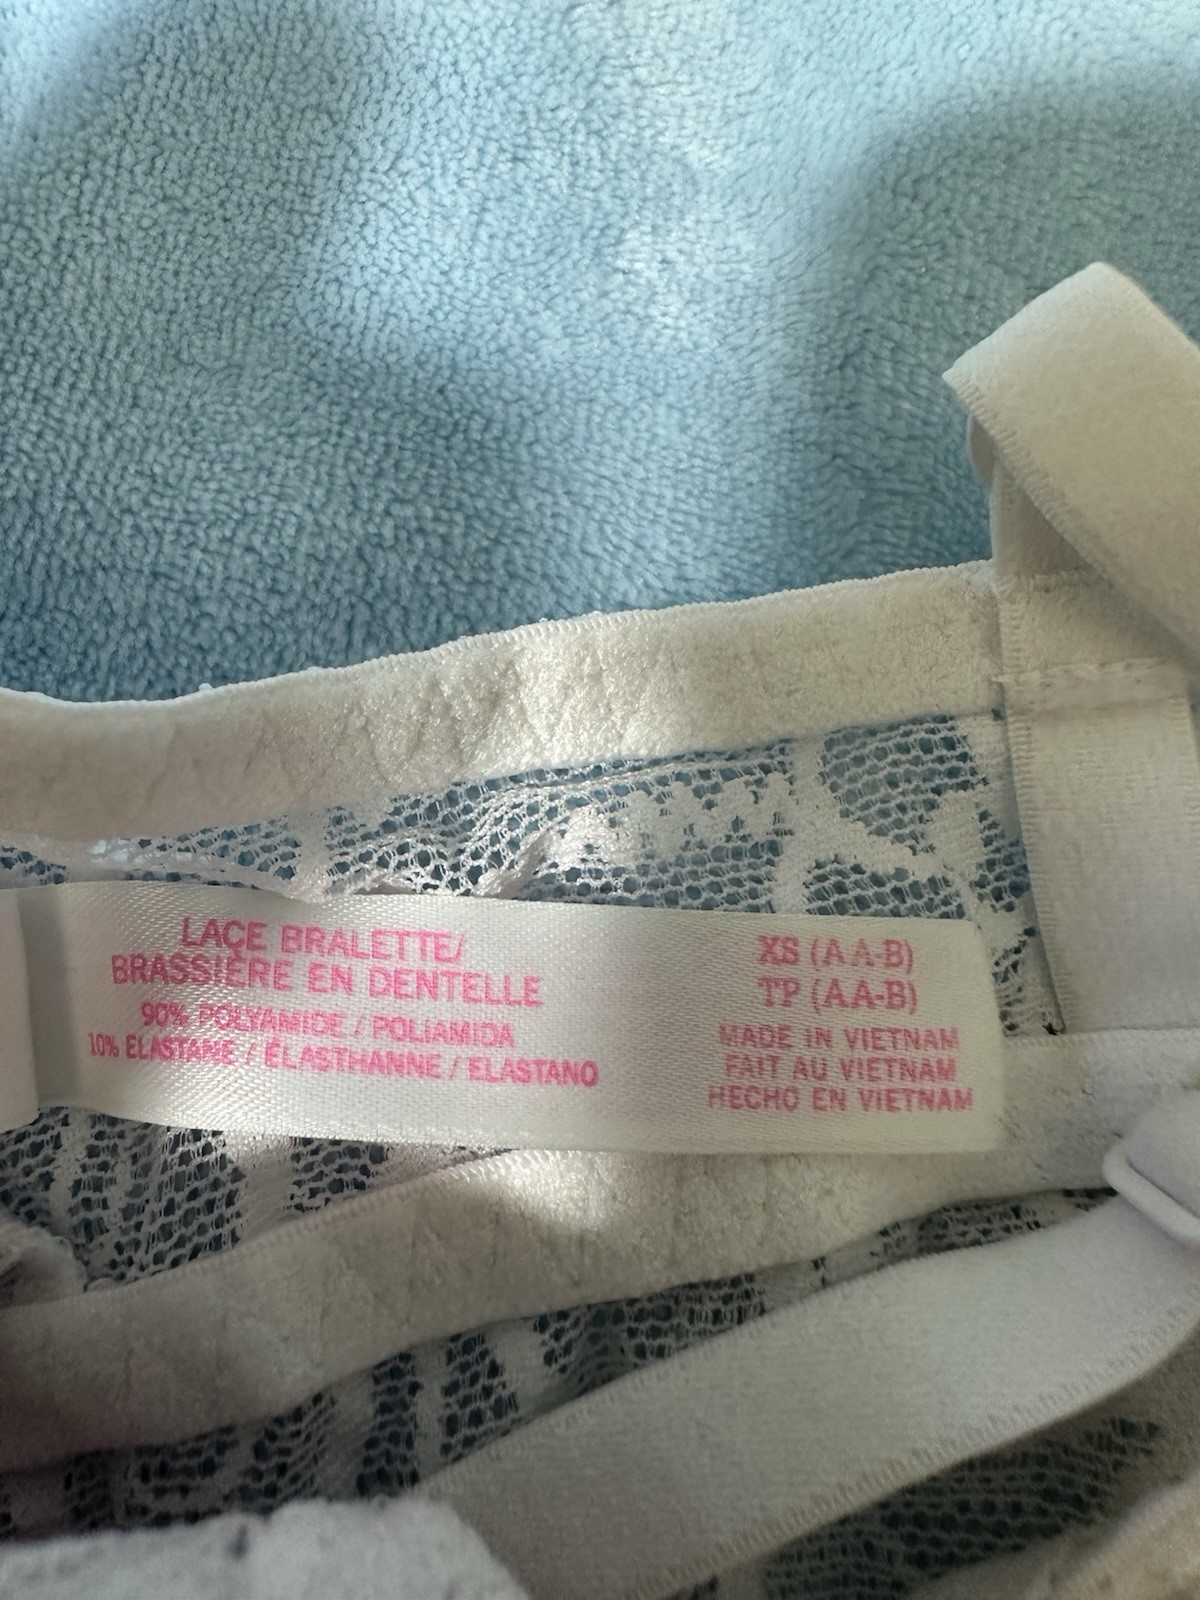 LACE BRALETTE/
BRASSIÈRE EN DENTELLE
90% POLYAMIDE / POLIAMIDA
10% ELASTANE / ÉLASTHANNE / ELASTANO
XS (AA-B)
TP (AA-B)
MADE IN VIETNAM
FAIT AU VIETNAM
HECHO EN VIETNAM